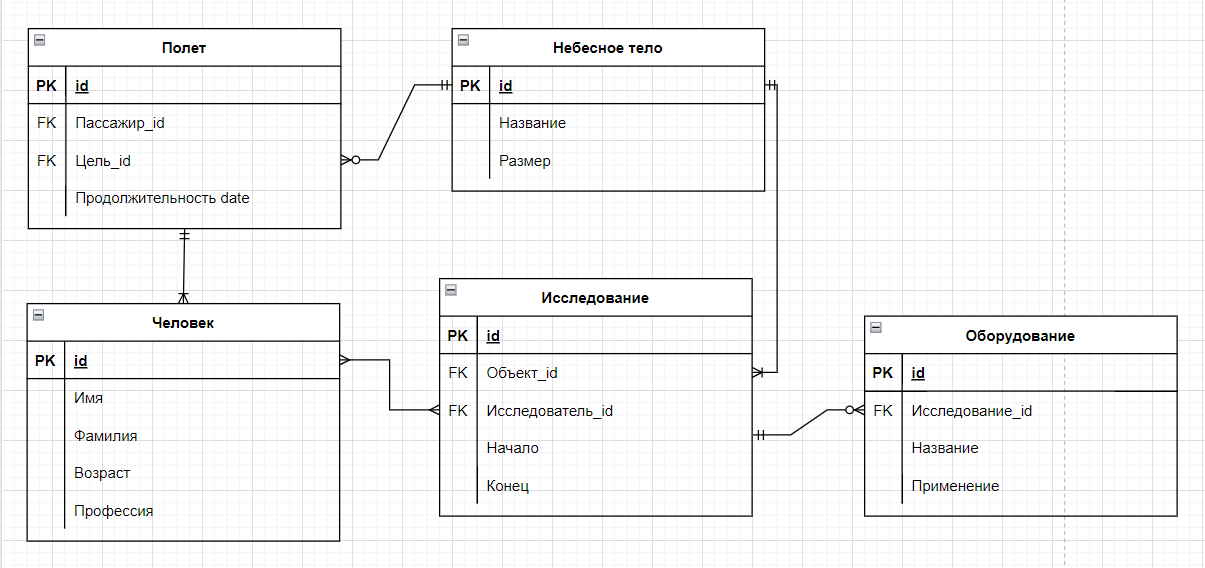 Полет
PK id
FK Пассажир_id
FK Цель_id
Продолжительность date
Небесное тело
PK id
Название
Размер
Человек
PK id
Имя
Фамилия
Возраст
Профессия
Исследование
PK id
FK Объект_id
FK Исследователь_id
Начало
Конец
Оборудование
PK id
FK Исследование_id
Название
Применение